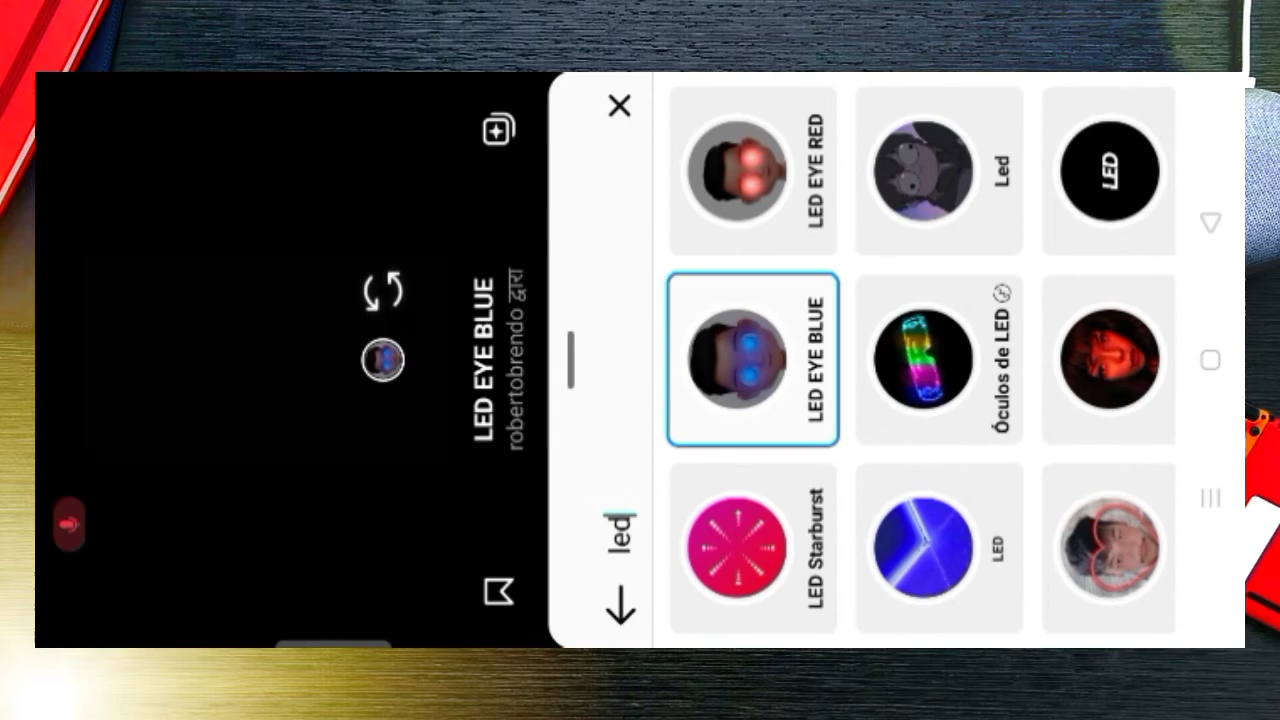 LED EYE BLUE
robertobrendo द्वारा
led
LED Starburst
LED EYE BLUE
LED EYE RED
LED
Óculos de LED
Led
LED